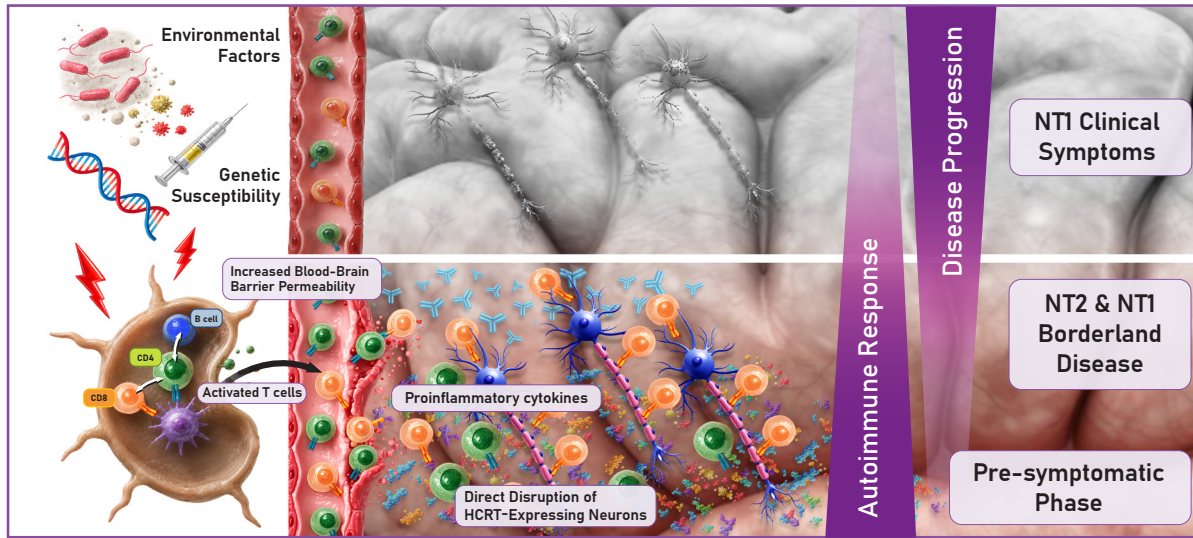 Environmental
Factors
Genetic
Susceptibility
Increased Blood-Brain
Barrier Permeability
B cell
CD4
CD8
Activated T cells
Proinflammatory cytokines
Direct Disruption of
HCRT-Expressing Neurons
Autoimmune Response
Disease Progression
NT1 Clinical
Symptoms
NT2 & NT1
Borderland
Disease
Pre-symptomatic
Phase